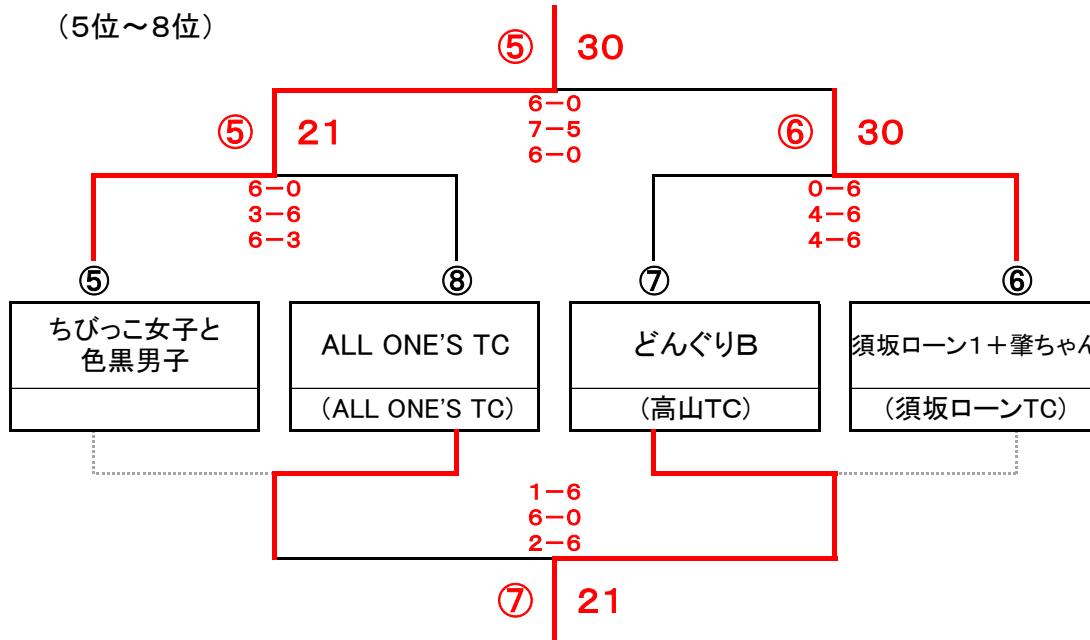 （5位～8位）
⑤ 30
6－0
7－5
6－0
⑤ 21
⑥ 30
6－0
3－6
6－3
0－6
4－6
4－6
⑤
⑧
⑦
⑥
ちびっこ女子と
色黒男子
ALL ONE'S TC
どんぐりB
須坂ローン1＋肇ちゃん
（ALL ONE'S TC）
（高山TC）
（須坂ローンTC）
1－6
6－0
2－6
⑦ 21